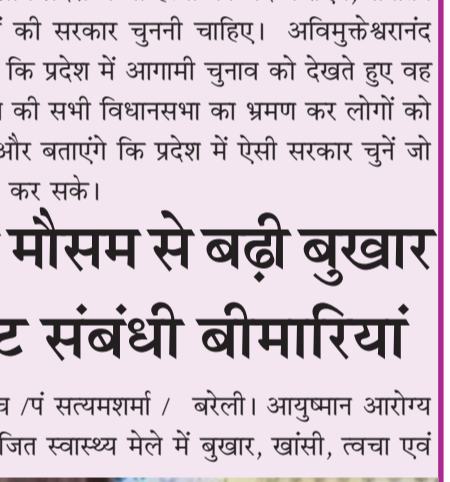 की सरकार चुननी चाहिए। अविमुक्तेश्वरानंद
कि प्रदेश में आगामी चुनाव को देखते हुए वह
की सभी विधानसभा का भ्रमण कर लोगों को
और बताएंगे कि प्रदेश में ऐसी सरकार चुनें जो
कर सके।
मौसम से बढ़ी बुखार
संबंधी बीमारियां
/पं सत्यमशर्मा / बरेली। आयुष्मान आरोग्य
स्वास्थ्य मेले में बुखार, खांसी, त्वचा एवं